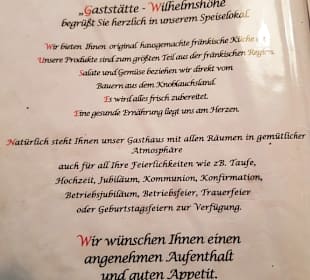 „Gaststätte - Wilhelmshöhe
begrüßt Sie herzlich in unserem Speiselokal.
Wir bieten Ihnen original hausgemachte fränkische Küche
Unsere Produkte sind zum größten Teil aus der fränkischen Region.
Salate und Gemüse beziehen wir direkt vom
Bauern aus dem Knoblauchsland.
Es wird alles frisch zubereitet.
Eine gesunde Ernährung liegt uns am Herzen.
Natürlich steht Ihnen unser Gasthaus mit allen Räumen in gemütlicher
Atmosphäre
auch für all Ihre Feierlichkeiten wie zB. Taufe,
Hochzeit, Jubiläum, Kommunion, Konfirmation,
Betriebsjubiläum, Betriebsfeier, Trauerfeier
oder Geburtstagsfeiern zur Verfügung.
Wir wünschen Ihnen einen
angenehmen Aufenthalt
und guten Appetit.